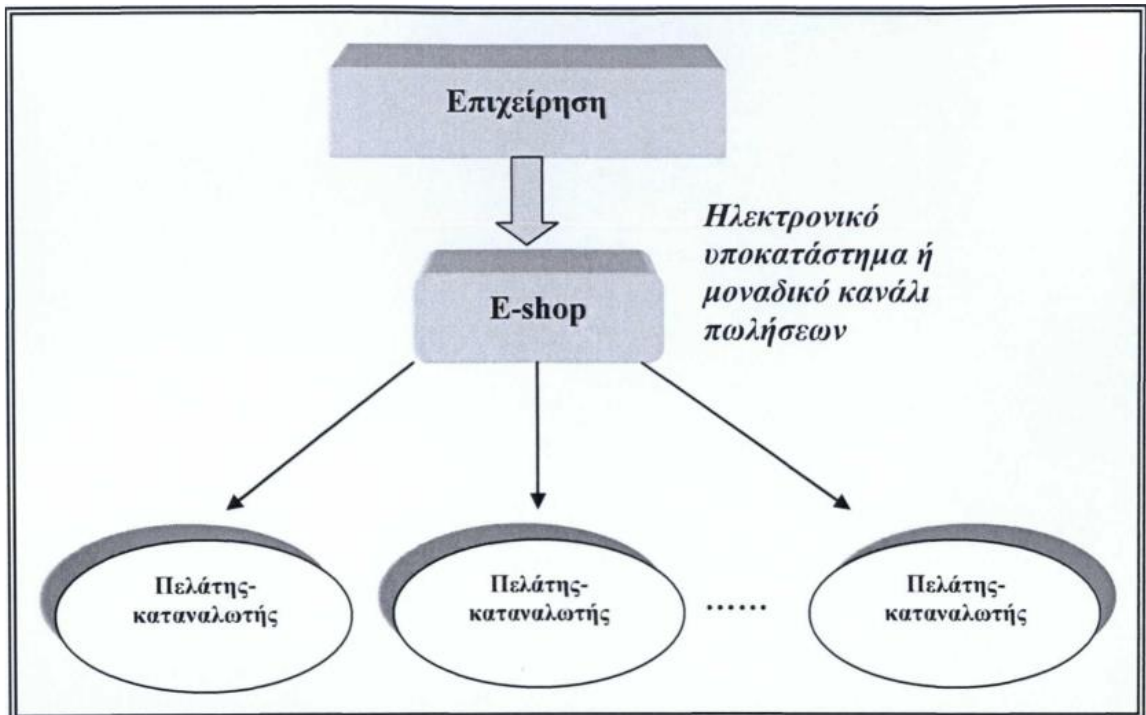 Επιχείρηση
Ηλεκτρονικό
υποκατάστημα ή
μοναδικό κανάλι
πωλήσεων
E-shop
Πελάτης-
καταναλωτής
Πελάτης-
καταναλωτής
......
Πελάτης-
καταναλωτής